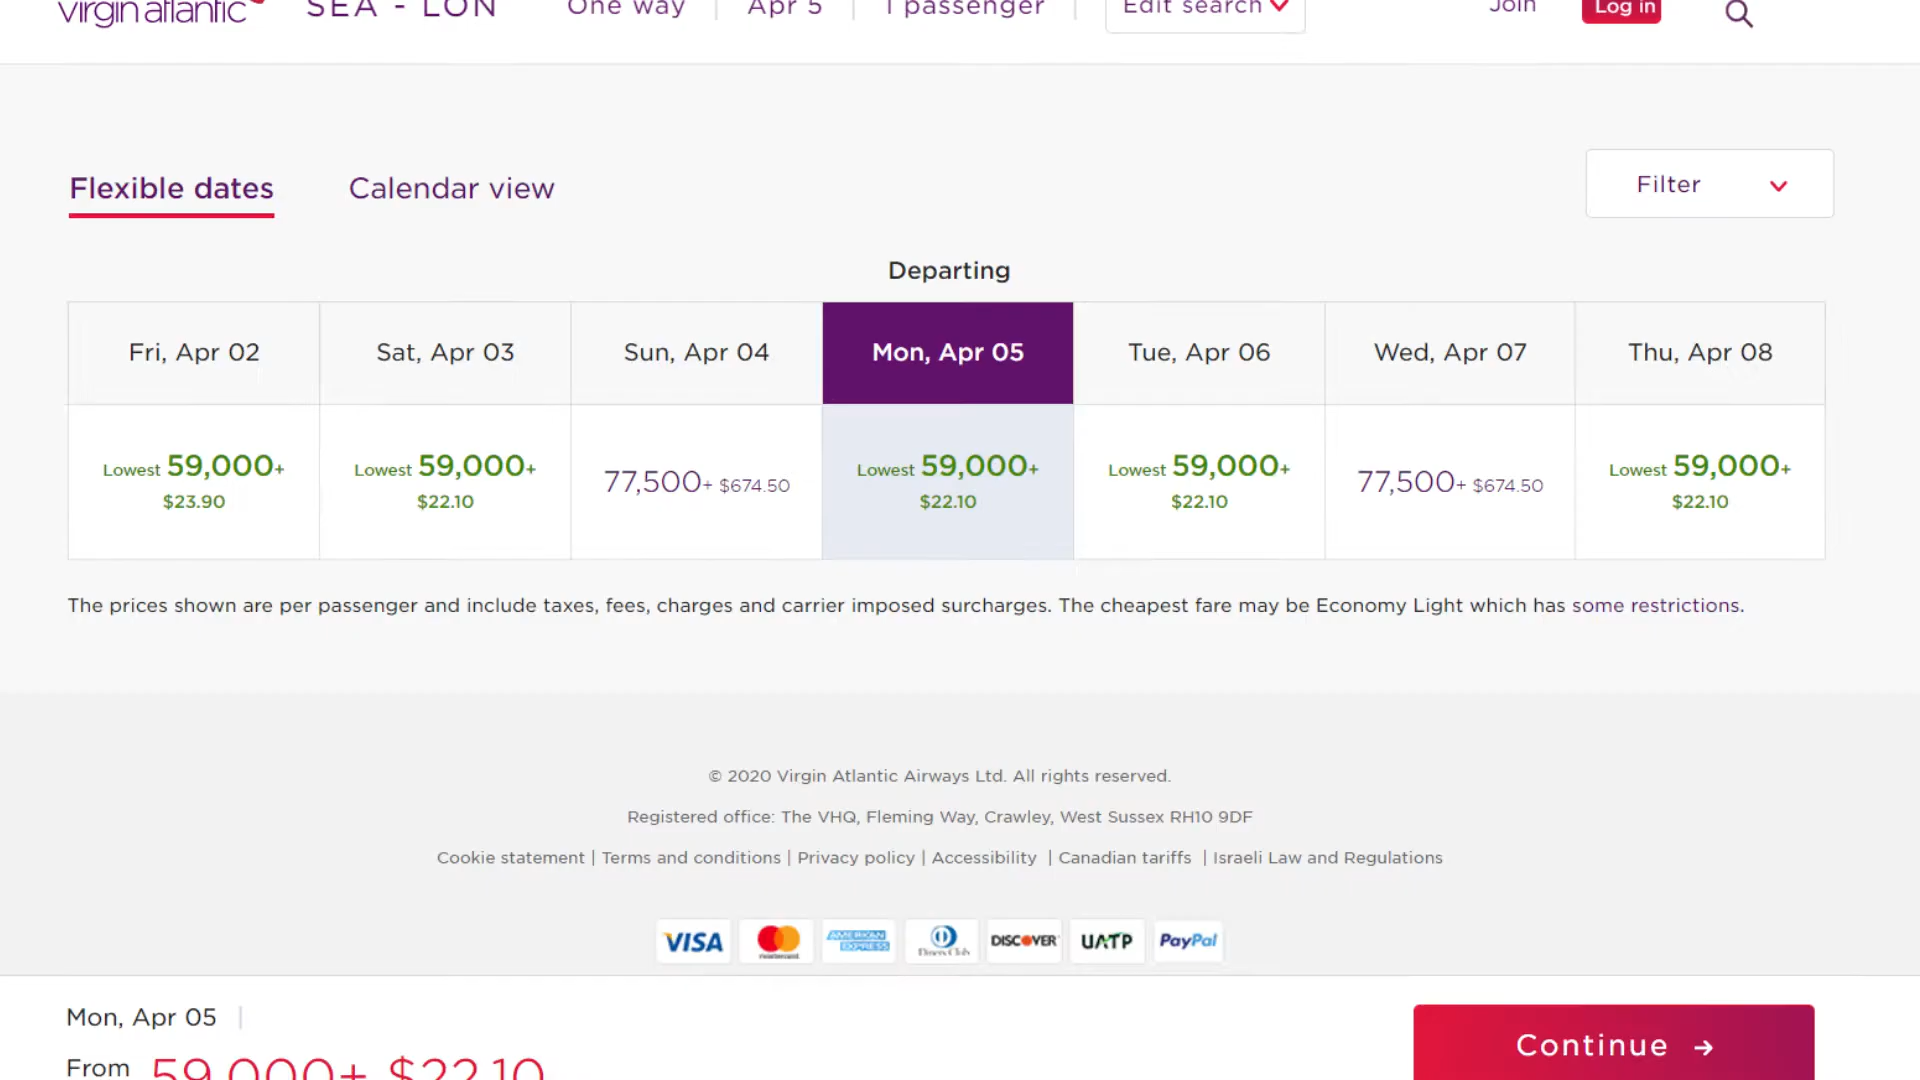 virgin atlantic SEA - LON One way | Apr 5 | 1 passenger | Edit search Join Log in
Flexible dates Calendar view Filter
Departing
Fri, Apr 02 Sat, Apr 03 Sun, Apr 04 Mon, Apr 05 Tue, Apr 06 Wed, Apr 07 Thu, Apr 08
Lowest 59,000+ Lowest 59,000+ 77,500+ $674.50 Lowest 59,000+ Lowest 59,000+ 77,500+ $674.50 Lowest 59,000+
$23.90 $22.10 $22.10 $22.10 $22.10
The prices shown are per passenger and include taxes, fees, charges and carrier imposed surcharges. The cheapest fare may be Economy Light which has some restrictions.
© 2020 Virgin Atlantic Airways Ltd. All rights reserved.
Registered office: The VHQ, Fleming Way, Crawley, West Sussex RH10 9DF
Cookie statement | Terms and conditions | Privacy policy | Accessibility | Canadian tariffs | Israeli Law and Regulations
VISA mastercard AMERICAN EXPRESS Diners Club DISCOVER UATP PayPal
Mon, Apr 05 |
From 59,000+ $22.10
Continue →